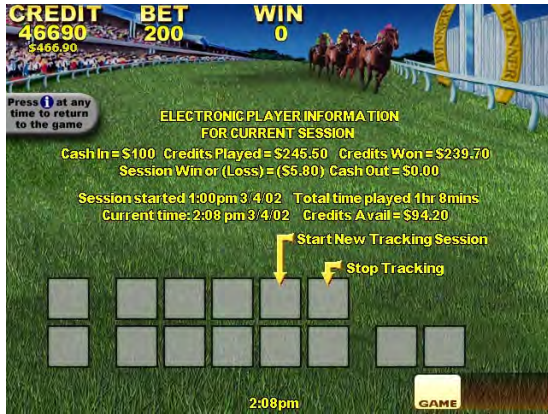 CREDIT BET WIN
46690 200 0
$466.90
WINNER WINNER
Press i at any
time to return
to the game
ELECTRONIC PLAYER INFORMATION
FOR CURRENT SESSION
Cash In = $100 Credits Played = $245.50 Credits Won = $239.70
Session Win or (Loss) = ($5.80) Cash Out = $0.00
Session started 1:00pm 3/4/02 Total time played 1hr 8mins
Current time: 2:08 pm 3/4/02 Credits Avail = $94.20
Start New Tracking Session
Stop Tracking
2:08pm
GAME